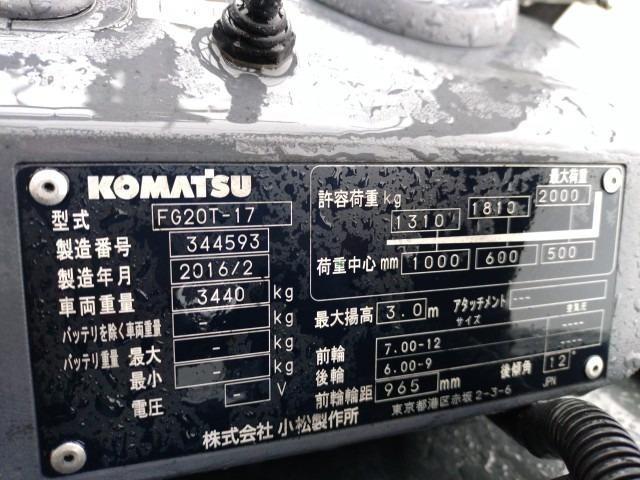 KOMATSU
型式 FG20T-17
製造番号 344593
製造年月 2016/2
車両重量 3440 kg
バッテリを除く車両重量 - kg
バッテリ重量 最大 - kg
最小 - kg
電圧 - V
最大荷重
許容荷重 kg 1310 1810 2000
荷重中心 mm 1000 600 500
最大揚高 3.0 m アタッチメント ---
サイズ
前輪 7.00-12 ----
後輪 6.00-9 ----
前輪輪距 965 mm 後傾角 12°
JPN
東京都港区赤坂2-3-6
株式会社 小松製作所